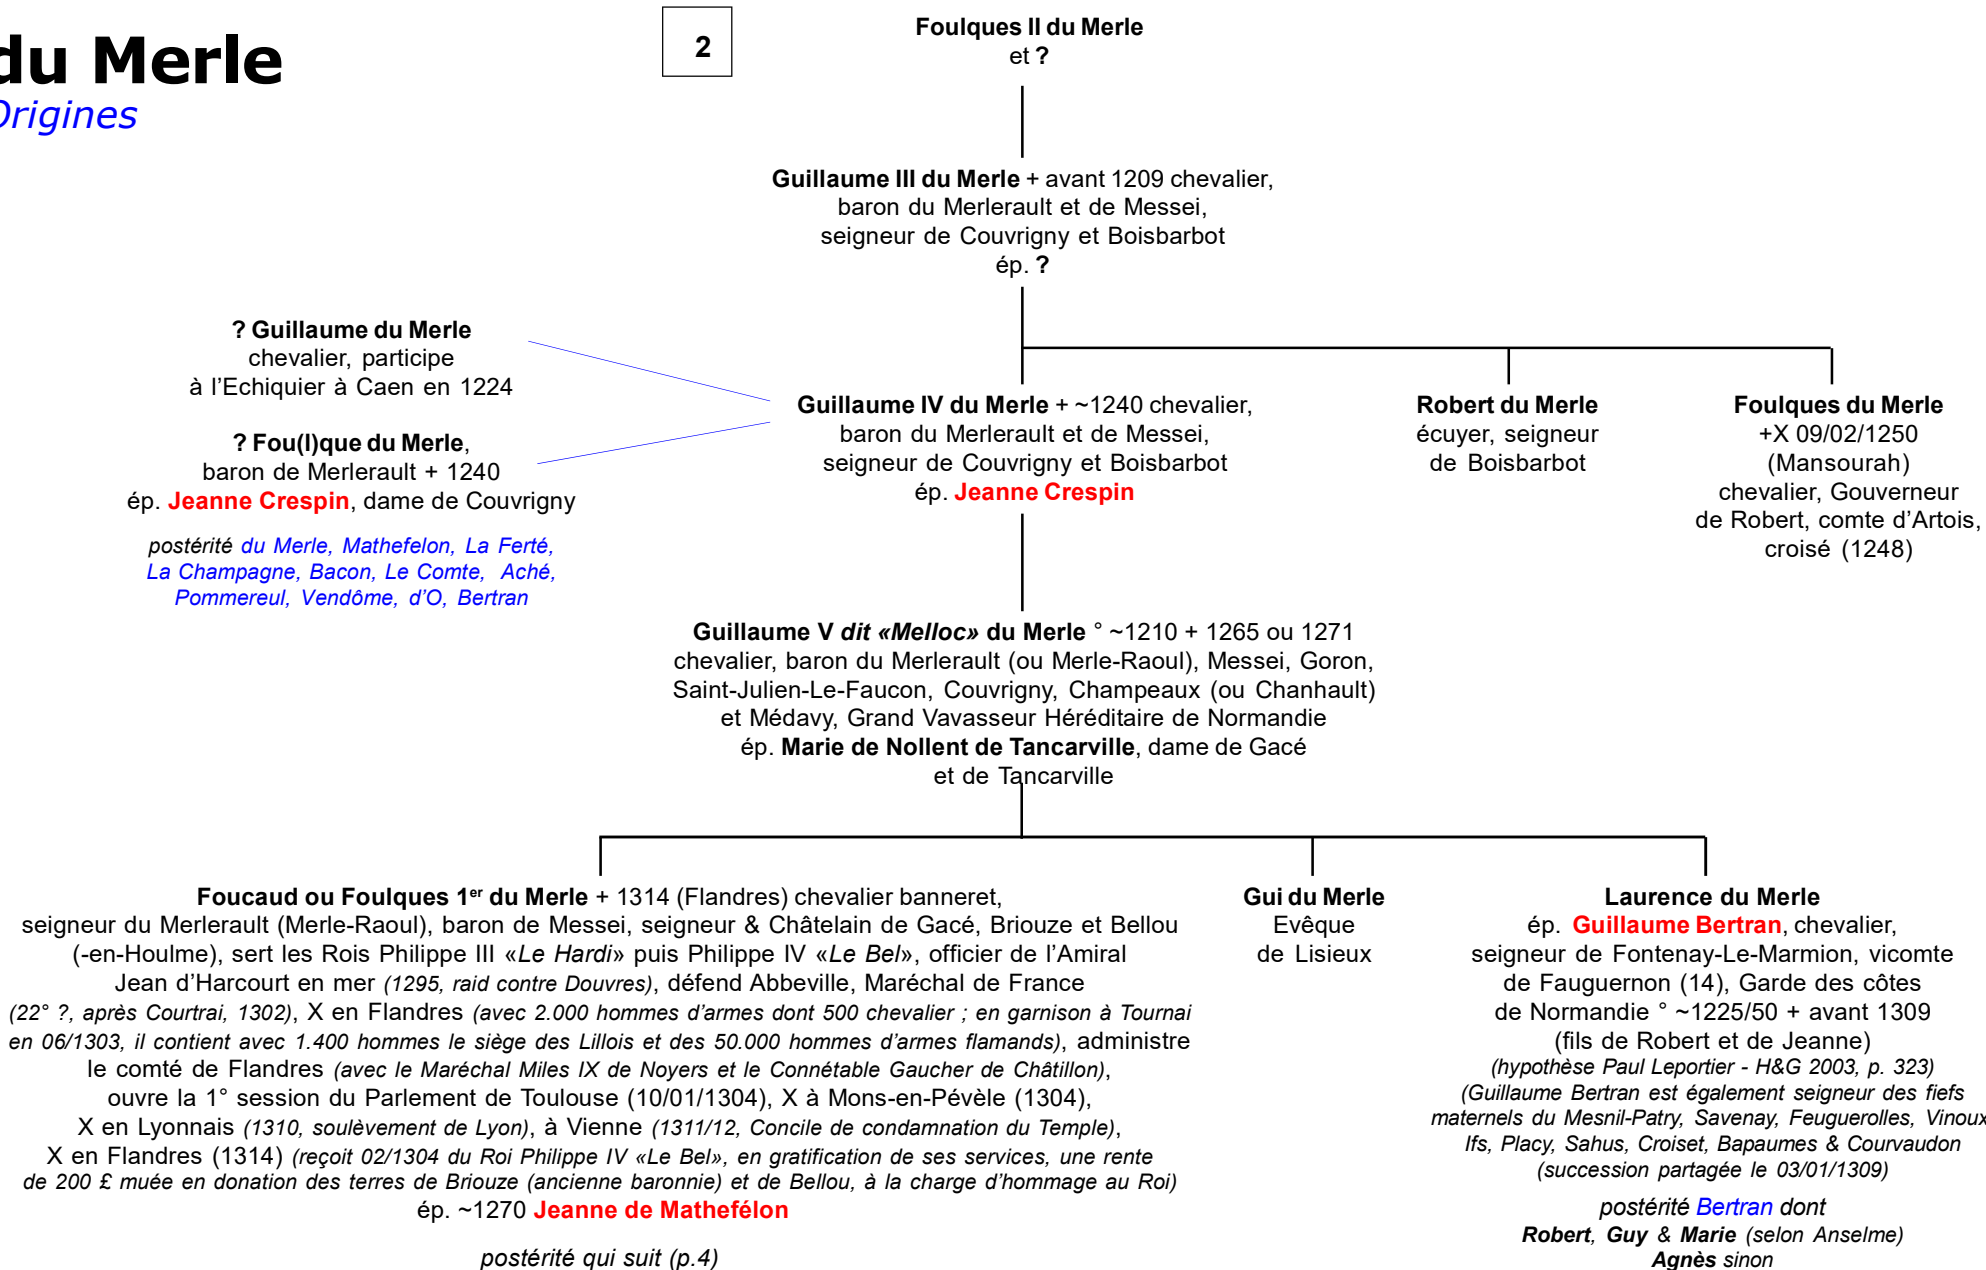 du Merle
Origines
2
Foulques II du Merle
et ?
Guillaume III du Merle + avant 1209 chevalier,
baron du Merlerault et de Messei,
seigneur de Couvrigny et Boisbarbot
ép. ?
? Guillaume du Merle
chevalier, participe
à l'Echiquier à Caen en 1224
? Fou(l)que du Merle,
baron de Merlerault + 1240
ép. Jeanne Crespin, dame de Couvrigny
postérité du Merle, Mathefelon, La Ferté,
La Champagne, Bacon, Le Comte, Aché,
Pommereul, Vendôme, d'O, Bertran
Guillaume IV du Merle + ~1240 chevalier,
baron du Merlerault et de Messei,
seigneur de Couvrigny et Boisbarbot
ép. Jeanne Crespin
Robert du Merle
écuyer, seigneur
de Boisbarbot
Foulques du Merle
+X 09/02/1250
(Mansourah)
chevalier, Gouverneur
de Robert, comte d'Artois,
croisé (1248)
Guillaume V dit «Melloc» du Merle ° ~1210 + 1265 ou 1271
chevalier, baron du Merlerault (ou Merle-Raoul), Messei, Goron,
Saint-Julien-Le-Faucon, Couvrigny, Champeaux (ou Chanhault)
et Médavy, Grand Vavasseur Héréditaire de Normandie
ép. Marie de Nollent de Tancarville, dame de Gacé
et de Tancarville
Foucaud ou Foulques 1er du Merle + 1314 (Flandres) chevalier banneret,
seigneur du Merlerault (Merle-Raoul), baron de Messei, seigneur & Châtelain de Gacé, Briouze et Bellou
(-en-Houlme), sert les Rois Philippe III «Le Hardi» puis Philippe IV «Le Bel», officier de l'Amiral
Jean d'Harcourt en mer (1295, raid contre Douvres), défend Abbeville, Maréchal de France
(22° ?, après Courtrai, 1302), X en Flandres (avec 2.000 hommes d'armes dont 500 chevalier ; en garnison à Tournai
en 06/1303, il contient avec 1.400 hommes le siège des Lillois et des 50.000 hommes d'armes flamands), administre
le comté de Flandres (avec le Maréchal Miles IX de Noyers et le Connétable Gaucher de Châtillon),
ouvre la 1° session du Parlement de Toulouse (10/01/1304), X à Mons-en-Pévèle (1304),
X en Lyonnais (1310, soulèvement de Lyon), à Vienne (1311/12, Concile de condamnation du Temple),
X en Flandres (1314) (reçoit 02/1304 du Roi Philippe IV «Le Bel», en gratification de ses services, une rente
de 200 £ muée en donation des terres de Briouze (ancienne baronnie) et de Bellou, à la charge d'hommage au Roi)
ép. ~1270 Jeanne de Mathefélon
postérité qui suit (p.4)
Gui du Merle
Evêque
de Lisieux
Laurence du Merle
ép. Guillaume Bertran, chevalier,
seigneur de Fontenay-Le-Marmion, vicomte
de Fauguernon (14), Garde des côtes
de Normandie ° ~1225/50 + avant 1309
(fils de Robert et de Jeanne)
(hypothèse Paul Leportier - H&G 2003, p. 323)
(Guillaume Bertran est également seigneur des fiefs
maternels du Mesnil-Patry, Savenay, Feuguerolles, Vinoux
Ifs, Placy, Sahus, Croiset, Bapaumes & Courvaudon
(succession partagée le 03/01/1309)
postérité Bertran dont
Robert, Guy & Marie (selon Anselme)
Agnès sinon